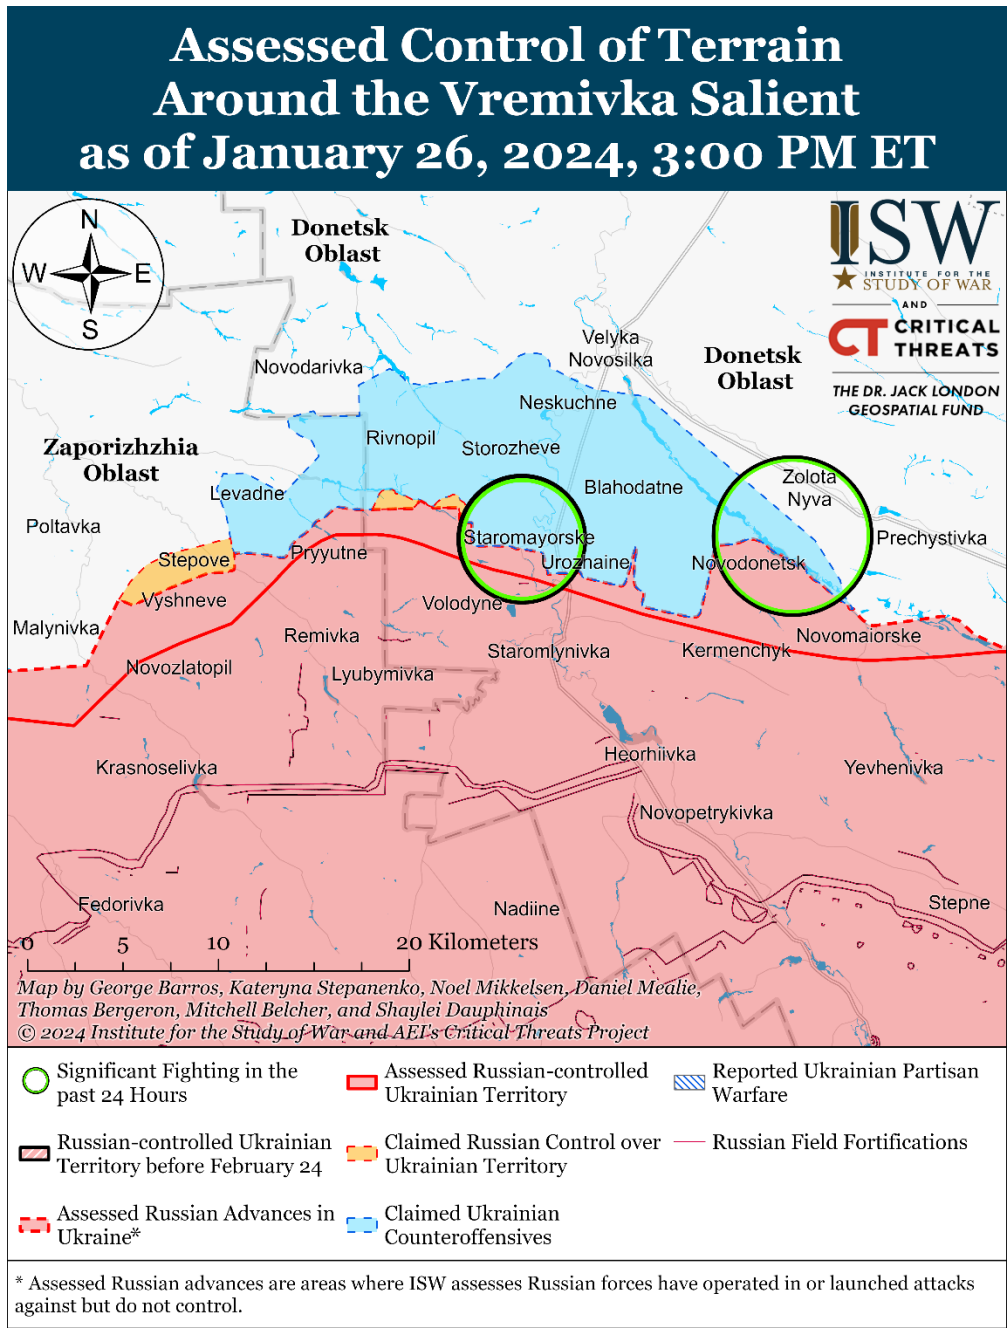 Assessed Control of Terrain
Around the Vremivka Salient
as of January 26, 2024, 3:00 PM ET
N
W
E
S
Donetsk
Oblast
ISW
INSTITUTE FOR THE
STUDY OF WAR
AND
CT CRITICAL
THREATS
THE DR. JACK LONDON
GEOSPATIAL FUND
Velyka
Novosilka
Donetsk
Oblast
Novodarivka
Neskuchne
Rivnopil
Storozheve
Zaporizhzhia
Oblast
Levadne
Blahodatne
Zolota
Nyva
Poltavka
Staromayorske
Prechystivka
Pryyutne
Stepove
Urozhaine
Novodonetsk
Vyshneve
Volodyne
Malynivka
Remivka
Novomaiorske
Staromlynivka
Kermenchyk
Novozlatopil
Lyubymivka
Heorhiivka
Krasnoselivka
Yevhenivka
Novopetrykivka
Fedorivka
Nadiine
Stepne
0 5 10 20 Kilometers
Map by George Barros, Kateryna Stepanenko, Noel Mikkelsen, Daniel Mealie,
Thomas Bergeron, Mitchell Belcher, and Shaylei Dauphinais
© 2024 Institute for the Study of War and AEI's Critical Threats Project
Significant Fighting in the
past 24 Hours
Russian-controlled Ukrainian
Territory before February 24
Assessed Russian Advances in
Ukraine*
Assessed Russian-controlled
Ukrainian Territory
Claimed Russian Control over
Ukrainian Territory
Claimed Ukrainian
Counteroffensives
Reported Ukrainian Partisan
Warfare
Russian Field Fortifications
* Assessed Russian advances are areas where ISW assesses Russian forces have operated in or launched attacks
against but do not control.